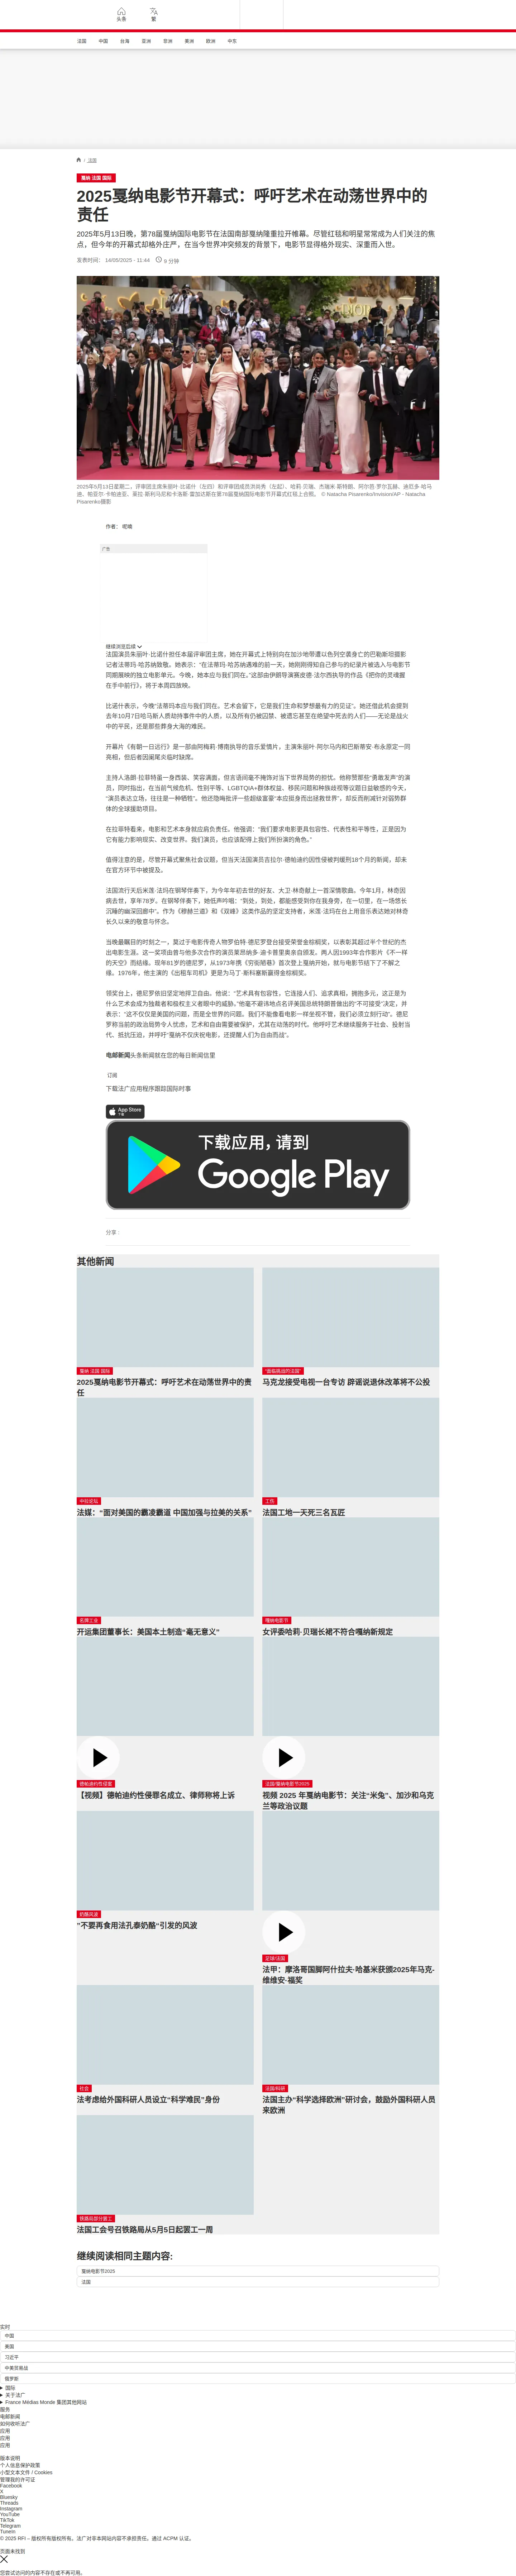 头条
繁
法国
中国
台海
亚洲
非洲
美洲
欧洲
中东
/ 法国
戛纳 法国 国际
2025戛纳电影节开幕式：呼吁艺术在动荡世界中的
责任
2025年5月13日晚，第78届戛纳国际电影节在法国南部戛纳隆重拉开帷幕。尽管红毯和明星常常成为人们关注的焦
点，但今年的开幕式却格外庄严，在当今世界冲突频发的背景下，电影节显得格外现实、深重而入世。
发表时间： 14/05/2025 - 11:44
5 分钟
2025年5月13日星期二，评审团主席朱丽叶·比诺什（左四）和评审团成员洪尚秀（左起）、哈莉·贝瑞、杰瑞米·斯特朗、阿尔芭·罗尔瓦赫、迪厄多·哈马
迪、帕亚尔·卡帕迪亚、莱拉·斯利马尼和卡洛斯·雷加达斯在第78届戛纳国际电影节开幕式红毯上合照。 © Natacha Pisarenko/Invision/AP - Natacha
Pisarenko摄影
作者： 呢喃
广告
继续浏览后续
法国演员朱丽叶·比诺什担任本届评审团主席，她在开幕式上特别向在加沙地带遭以色列空袭身亡的巴勒斯坦摄影
记者法蒂玛·哈苏纳致敬。她表示：“在法蒂玛·哈苏纳遇难的前一天，她刚刚得知自己参与的纪录片被选入与电影节
同期展映的独立电影单元。今晚，她本应与我们同在。”这部由伊朗导演赛皮德·法尔西执导的作品《把你的灵魂握
在手中前行》，将于本周四放映。
比诺什表示，今晚“法蒂玛本应与我们同在。艺术会留下，它是我们生命和梦想最有力的见证”。她还借此机会提到
去年10月7日哈马斯人质劫持事件中的人质，以及所有仍被囚禁、被遗忘甚至在绝望中死去的人们——无论是战火
中的平民，还是那些葬身大海的难民。
开幕片《有朝一日远行》是一部由阿梅莉·博南执导的音乐爱情片，主演朱丽叶·阿尔马内和巴斯蒂安·布永原定一同
亮相，但后者因阑尾炎临时缺席。
主持人洛朗·拉菲特虽一身西装、笑容满面，但言语间毫不掩饰对当下世界局势的担忧。他称赞那些“勇敢发声”的演
员，同时指出，在当前气候危机、性别平等、LGBTQIA+群体权益、移民问题和种族歧视等议题日益敏感的今天，
“演员表达立场，往往是一种牺牲”。他还隐晦批评一些超级富豪“本应挺身而出拯救世界”，却反而削减针对弱势群
体的全球援助项目。
在拉菲特看来，电影和艺术本身就应肩负责任。他强调：“我们要求电影更具包容性、代表性和平等性，正是因为
它有能力影响现实、改变世界。我们演员，也应该配得上我们所扮演的角色。”
值得注意的是，尽管开幕式聚焦社会议题，但当天法国演员吉拉尔·德帕迪约因性侵被判缓刑18个月的新闻，却未
在官方环节中被提及。
法国流行天后米莲·法玛在钢琴伴奏下，为今年年初去世的好友、大卫·林奇献上一首深情歌曲。今年1月，林奇因
病去世，享年78岁。在钢琴伴奏下，她低声吟唱：“到处，到处，都能感受到你在我身旁，在一切里，在一场悠长
沉睡的幽深回廊中”。作为《穆赫兰道》和《双峰》这类作品的坚定支持者，米莲·法玛在台上用音乐表达她对林奇
长久以来的敬意与怀念。
当晚最瞩目的时刻之一，莫过于电影传奇人物罗伯特·德尼罗登台接受荣誉金棕榈奖，以表彰其超过半个世纪的杰
出电影生涯。这一奖项由曾与他多次合作的演员莱昂纳多·迪卡普里奥亲自颁发。两人因1993年合作影片《不一样
的天空》而结缘。现年81岁的德尼罗，从1973年携《穷街陋巷》首次登上戛纳开始，就与电影节结下了不解之
缘。1976年，他主演的《出租车司机》更是为马丁·斯科塞斯赢得金棕榈奖。
领奖台上，德尼罗依旧坚定地捍卫自由。他说：“艺术具有包容性，它连接人们、追求真相，拥抱多元，这正是为
什么艺术会成为独裁者和极权主义者眼中的威胁。”他毫不避讳地点名评美国总统特朗普做出的“不可接受”决定，并
表示：“这不仅仅是美国的问题，而是全世界的问题。我们不能像看电影一样坐视不管，我们必须立刻行动”。德尼
罗称当前的政治局势令人忧虑，艺术和自由需要被保护，尤其在动荡的时代。他呼吁艺术继续服务于社会、投射当
代、抵抗压迫，并呼吁“戛纳不仅庆祝电影，还提醒人们为自由而战”。
电邮新闻头条新闻就在您的每日新闻信里
订阅
下载法广应用程序跟踪国际时事
App Store
下载
下载应用，请到
Google Play
分享 :
其他新闻
戛纳 法国 国际
2025戛纳电影节开幕式：呼吁艺术在动荡世界中的责
任
“面临挑战的法国”
马克龙接受电视一台专访 辟谣说退休改革将不公投
中拉论坛
法媒：“面对美国的霸凌霸道 中国加强与拉美的关系”
工伤
法国工地一天死三名瓦匠
名牌工业
开运集团董事长：美国本土制造“毫无意义”
嘎纳电影节
女评委哈莉·贝瑞长裙不符合嘎纳新规定
德帕迪约性侵案
【视频】德帕迪约性侵罪名成立、律师称将上诉
法国/戛纳电影节2025
视频 2025 年戛纳电影节：关注“米兔”、加沙和乌克
兰等政治议题
奶酪风波
“不要再食用法孔泰奶酪”引发的风波
足球/法国
法甲：摩洛哥国脚阿什拉夫·哈基米获颁2025年马克-
维维安·福奖
社会
法考虑给外国科研人员设立“科学难民”身份
法国/科研
法国主办“科学选择欧洲”研讨会，鼓励外国科研人员
来欧洲
铁路局部分罢工
法国工会号召铁路局从5月5日起罢工一周
继续阅读相同主题内容:
戛纳电影节2025
法国
实时
中国
美国
习近平
中美贸易战
俄罗斯
国际
关于法广
France Médias Monde 集团其他网站
服务
电邮新闻
如何收听法广
应用
应用
应用
版本说明
个人信息保护政策
小型文本文件 / Cookies
管理我的许可证
Facebook
X
Bluesky
Threads
Instagram
YouTube
TikTok
Telegram
TuneIn
© 2025 RFI – 版权所有版权所有。法广对非本网站内容不承担责任。通过 ACPM 认证。
页面未找到
您尝试访问的内容不存在或不再可用。